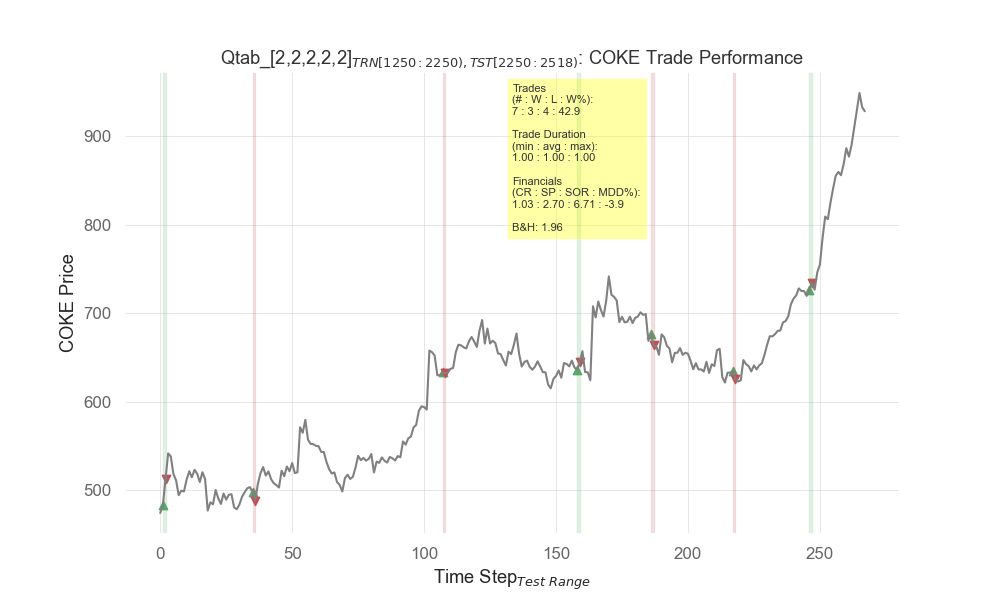 Qtab_[2,2,2,2,2]TRN[1250:2250),TST[2250:2518): COKE Trade Performance
Trades
(# : W : L : W%):
7 : 3 : 4 : 42.9
Trade Duration
(min : avg : max):
1.00 : 1.00 : 1.00
Financials
(CR : SP : SOR : MDD%):
1.03 : 2.70 : 6.71 : -3.9
B&H: 1.96
COKE Price
900
800
700
600
500
0 50 100 150 200 250
Time StepTest Range